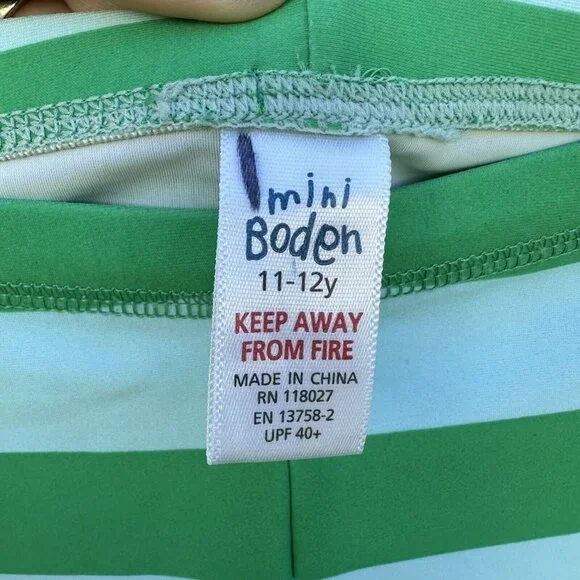 mini
Boden
11-12y
KEEP AWAY
FROM FIRE
MADE IN CHINA
RN 118027
EN 13758-2
UPF 40+